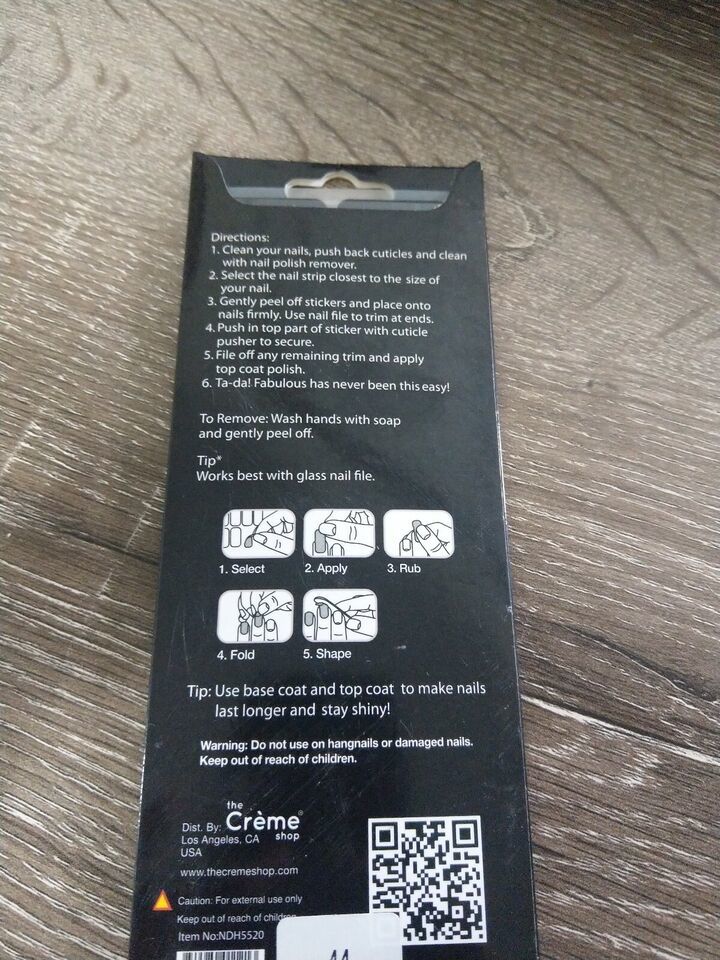 Directions:
1. Clean your nails, push back cuticles and clean
with nail polish remover.
2. Select the nail strip closest to the size of
your nail.
3. Gently peel off stickers and place onto
nails firmly. Use nail file to trim at ends.
4. Push in top part of sticker with cuticle
pusher to secure.
5. File off any remaining trim and apply
top coat polish.
6. Ta-da! Fabulous has never been this easy!
To Remove: Wash hands with soap
and gently peel off.
Tip*
Works best with glass nail file.
1. Select
2. Apply
3. Rub
4. Fold
5. Shape
Tip: Use base coat and top coat to make nails
last longer and stay shiny!
Warning: Do not use on hangnails or damaged nails.
Keep out of reach of children.
the
Dist. By: Crème®
Los Angeles, CA shop
USA
www.thecremeshop.com
Caution: For external use only
Keep out of reach of
Item No:NDH5520